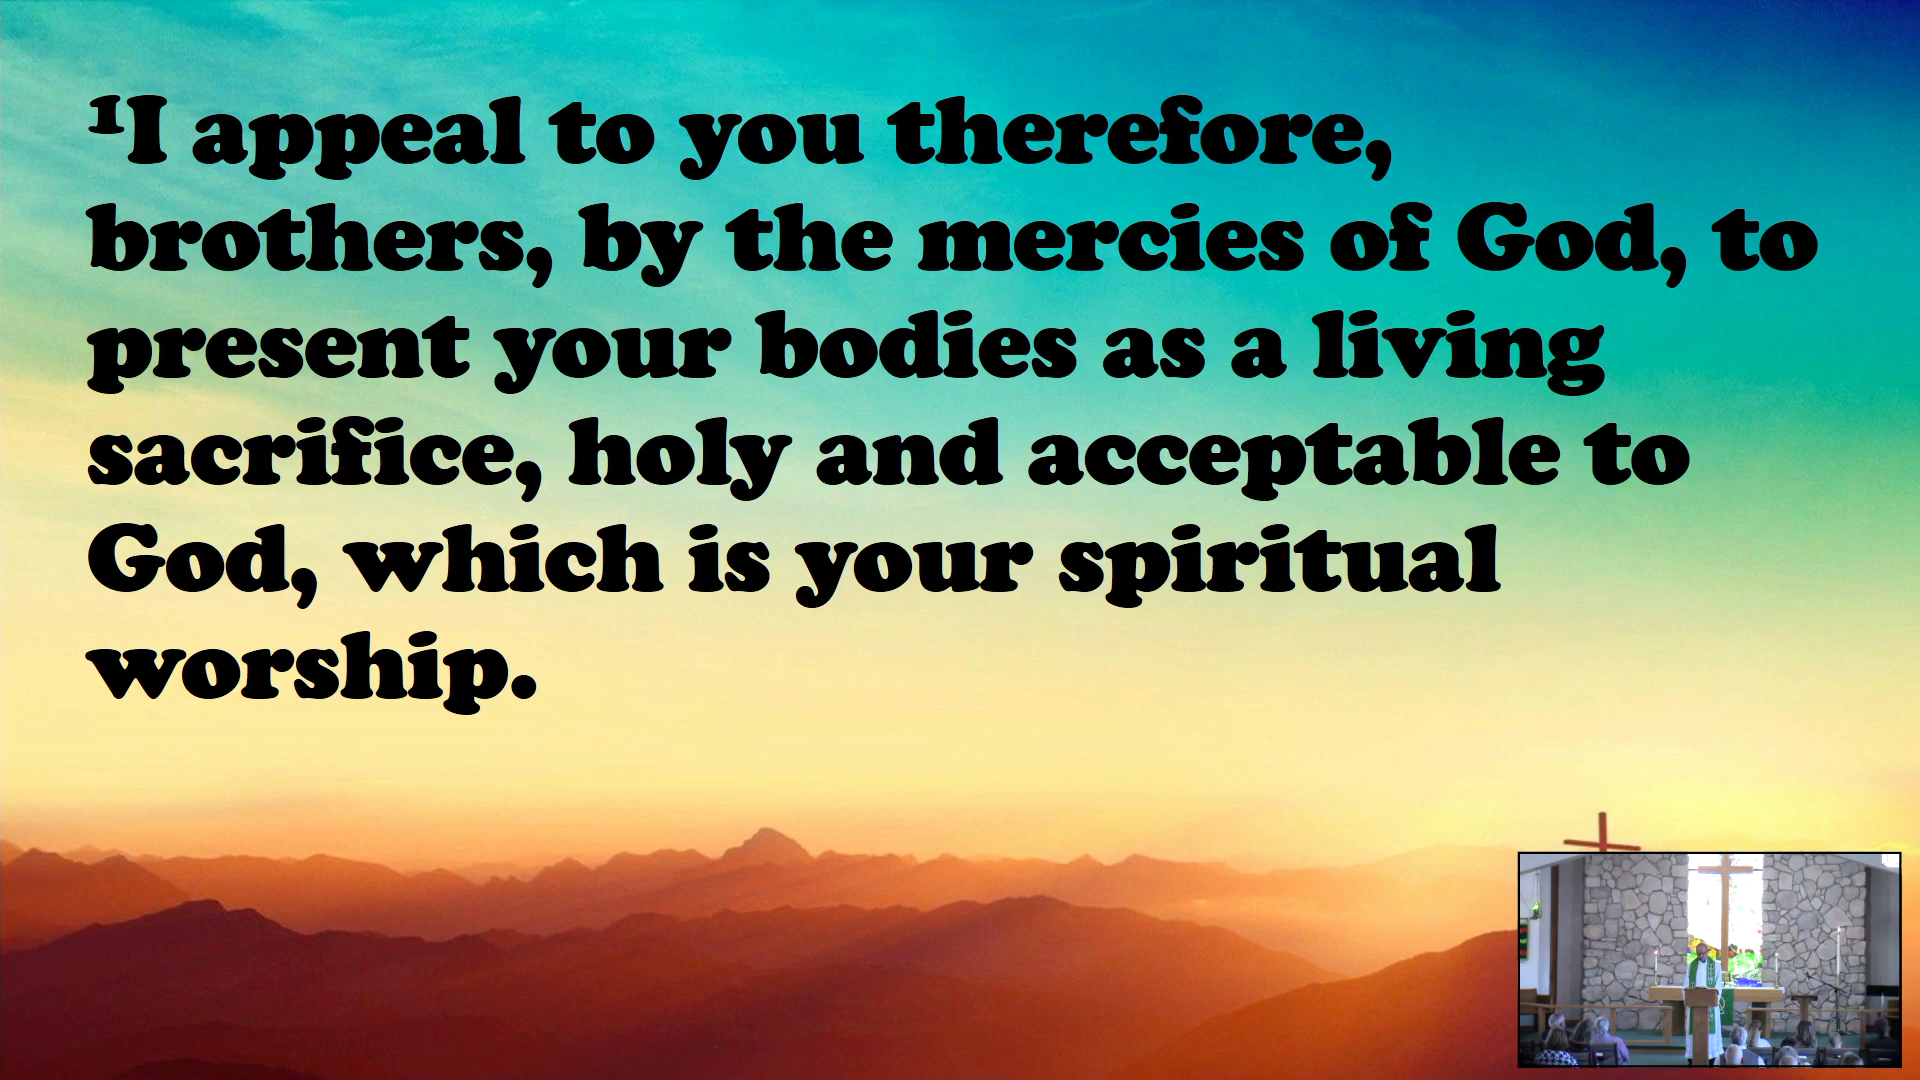 ¹I appeal to you therefore,
brothers, by the mercies of God, to
present your bodies as a living
sacrifice, holy and acceptable to
God, which is your spiritual
worship.